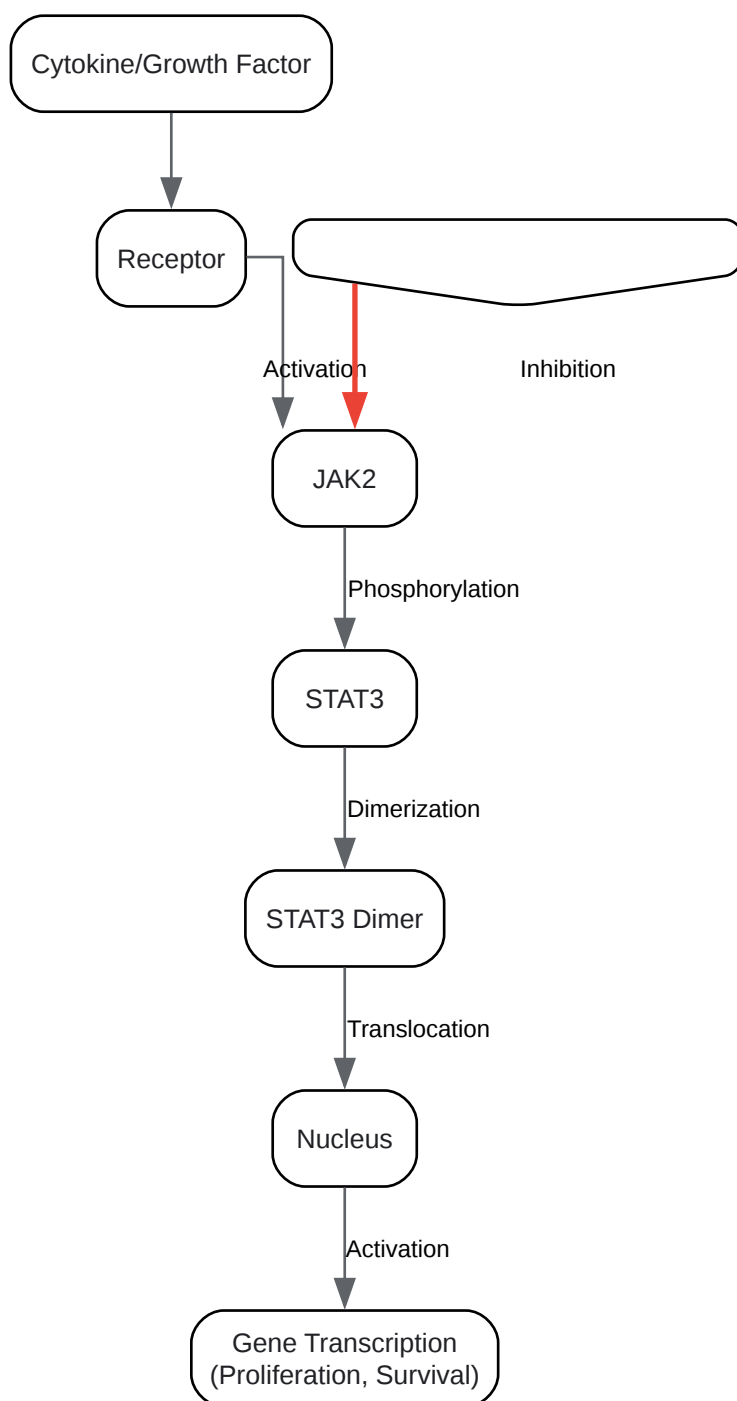 Cytokine/Growth Factor
Receptor
Activation
Inhibition
JAK2
Phosphorylation
STAT3
Dimerization
STAT3 Dimer
Translocation
Nucleus
Activation
Gene Transcription
(Proliferation, Survival)